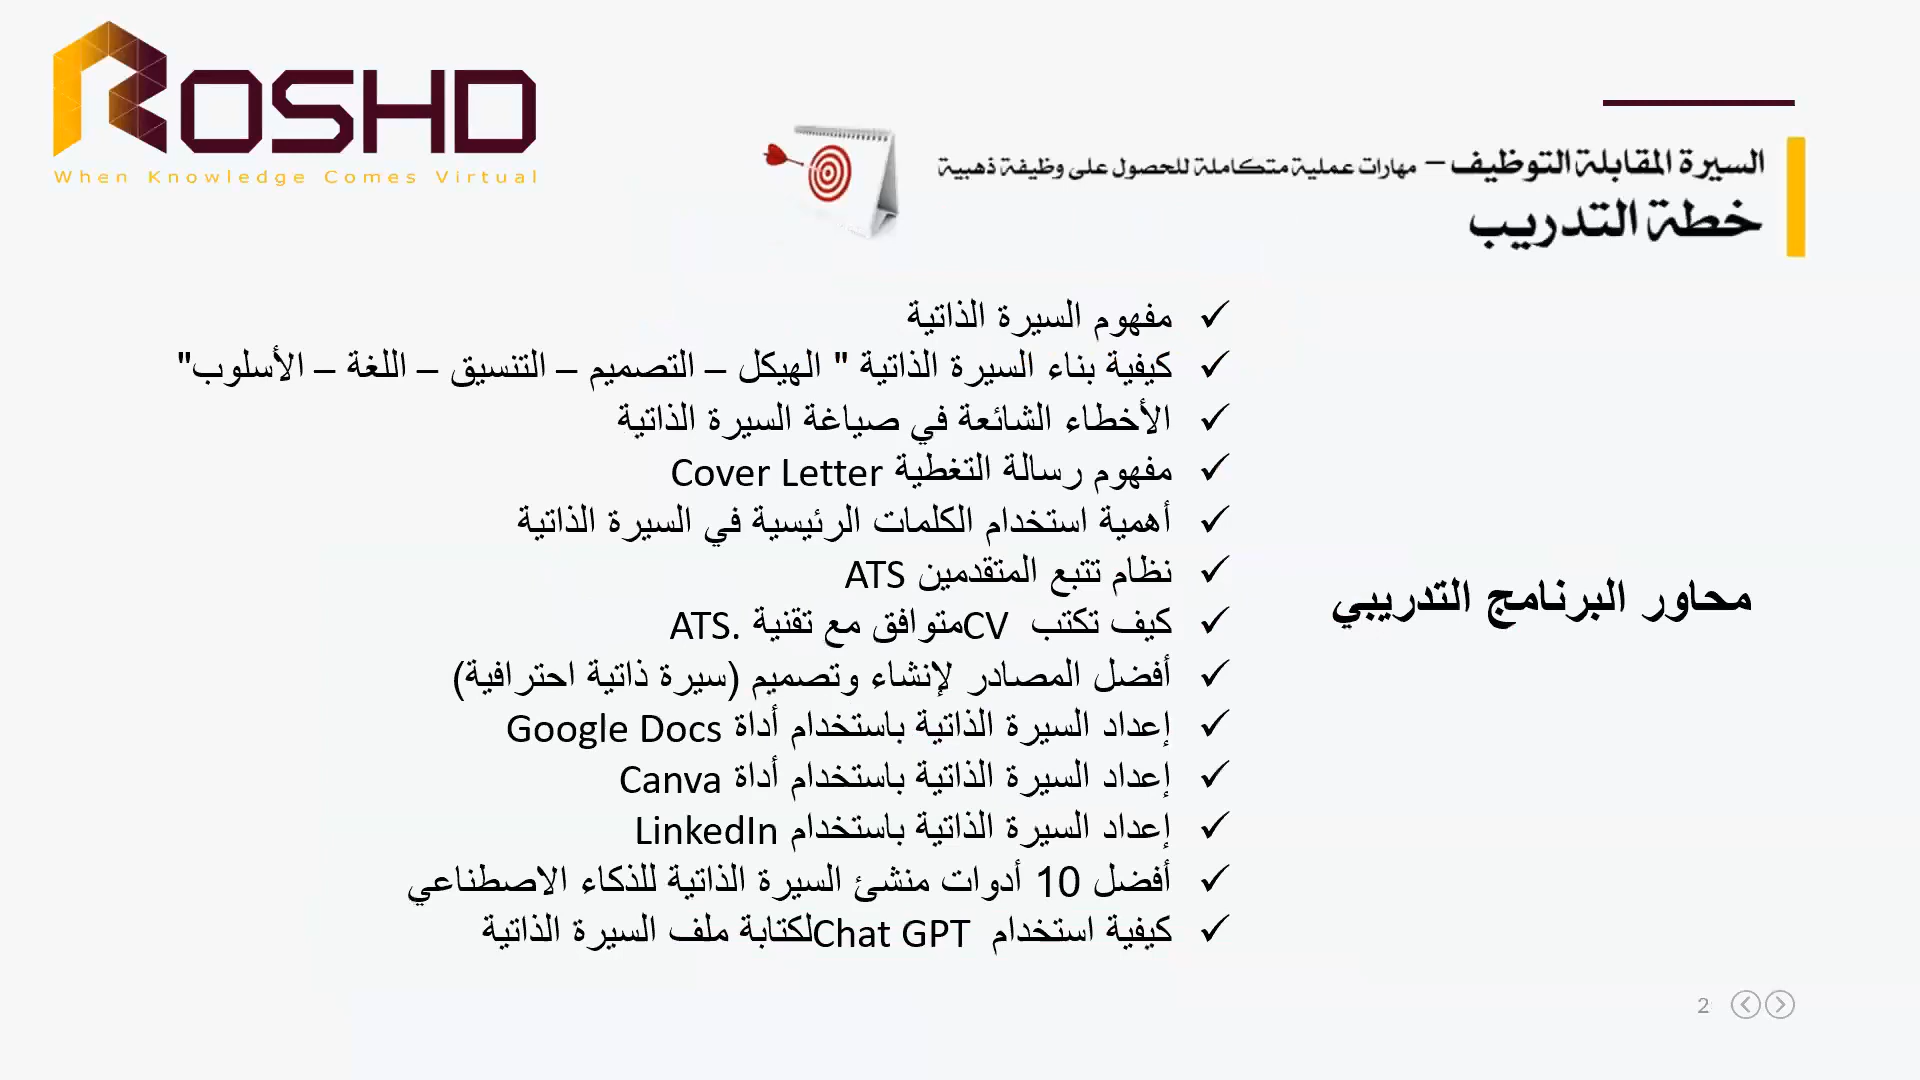 ROSHD
When Knowledge Comes Virtual
السيرة المقابلة التوظيف – مهارات عملية متكاملة للحصول على وظيفة ذهبية
خطة التدريب
محاور البرنامج التدريبي
✓ مفهوم السيرة الذاتية
✓ كيفية بناء السيرة الذاتية " الهيكل – التصميم – التنسيق – اللغة – الأسلوب"
✓ الأخطاء الشائعة في صياغة السيرة الذاتية
✓ مفهوم رسالة التغطية Cover Letter
✓ أهمية استخدام الكلمات الرئيسية في السيرة الذاتية
✓ نظام تتبع المتقدمين ATS
✓ كيف تكتب CVمتوافق مع تقنية ATS.
✓ أفضل المصادر لإنشاء وتصميم (سيرة ذاتية احترافية)
✓ إعداد السيرة الذاتية باستخدام أداة Google Docs
✓ إعداد السيرة الذاتية باستخدام أداة Canva
✓ إعداد السيرة الذاتية باستخدام LinkedIn
✓ أفضل 10 أدوات منشئ السيرة الذاتية للذكاء الاصطناعي
✓ كيفية استخدام Chat GPTلكتابة ملف السيرة الذاتية
2